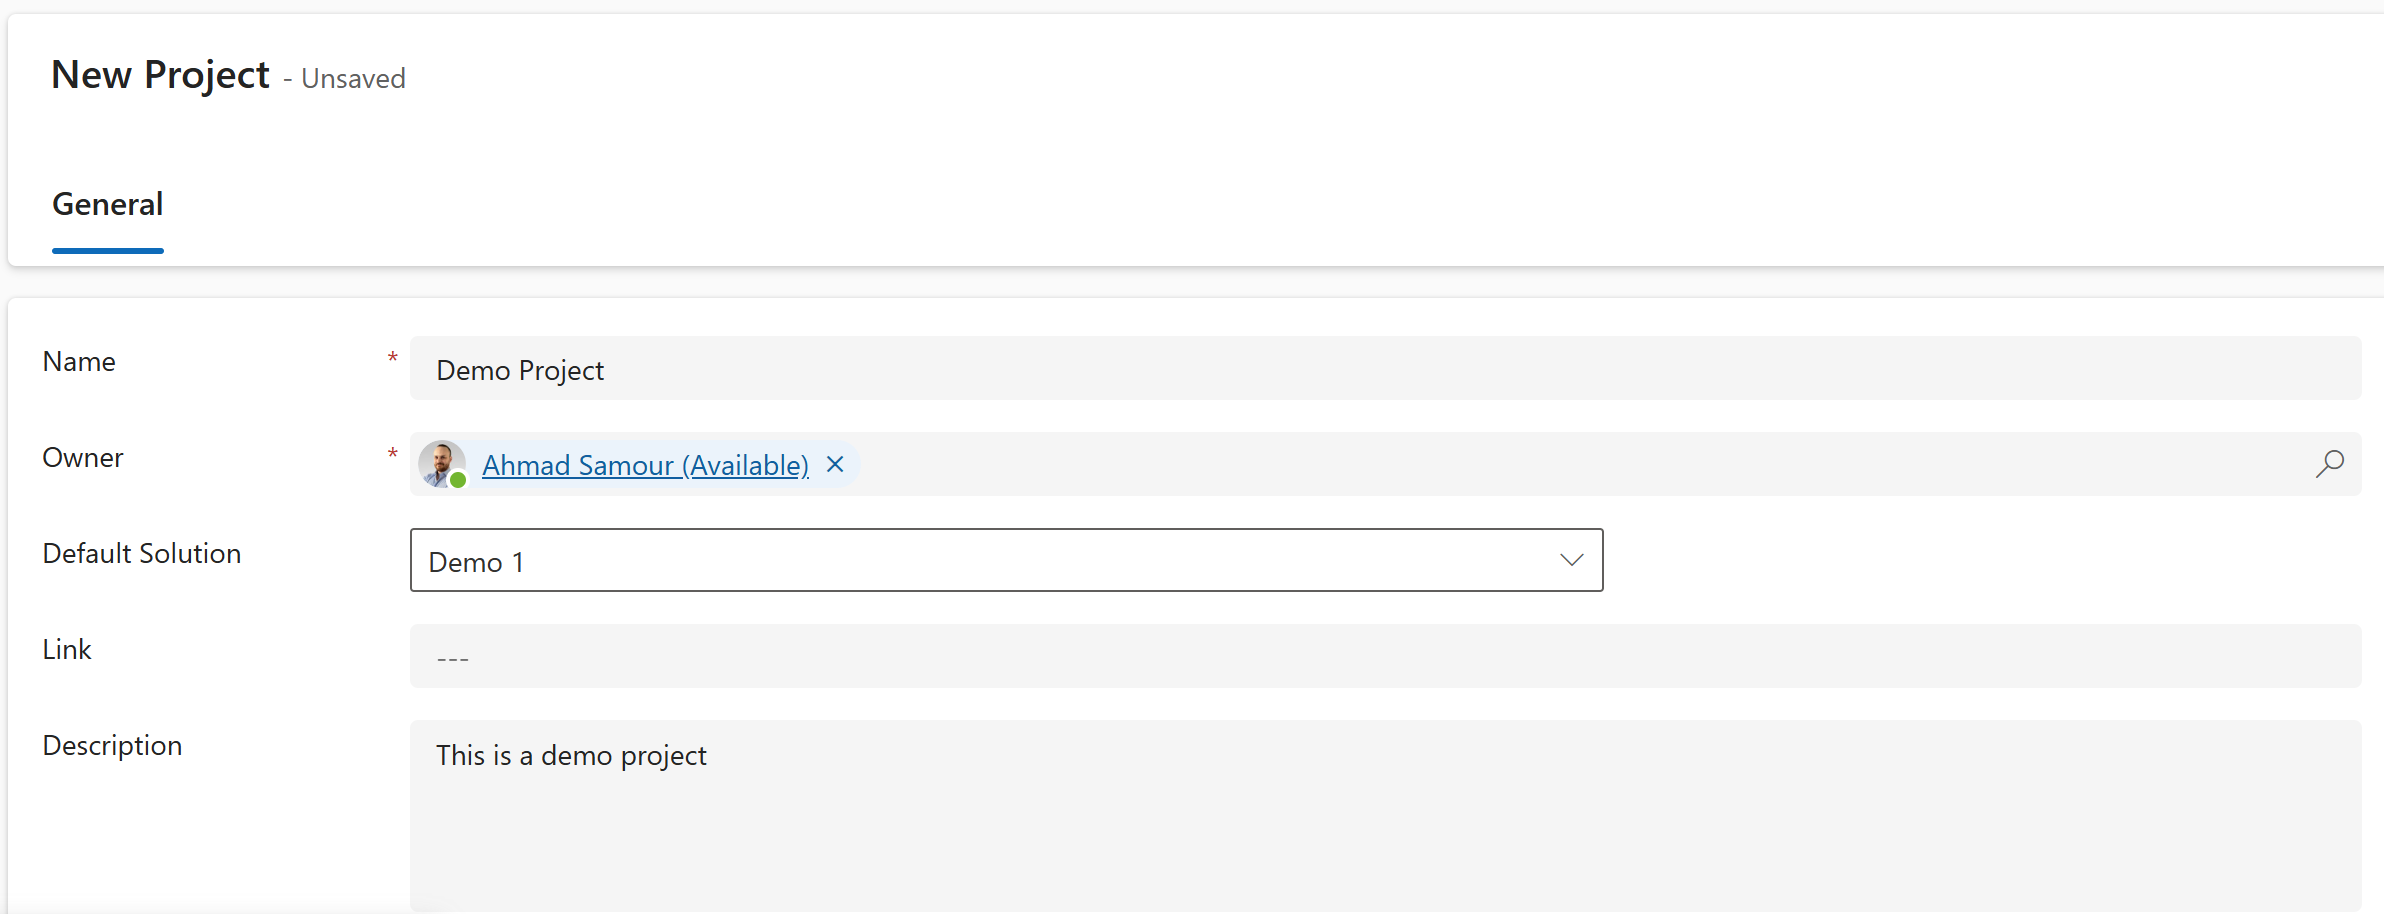 New Project - Unsaved
General
Name * Demo Project
Owner * Ahmad Samour (Available)
Default Solution Demo 1
Link ---
Description This is a demo project